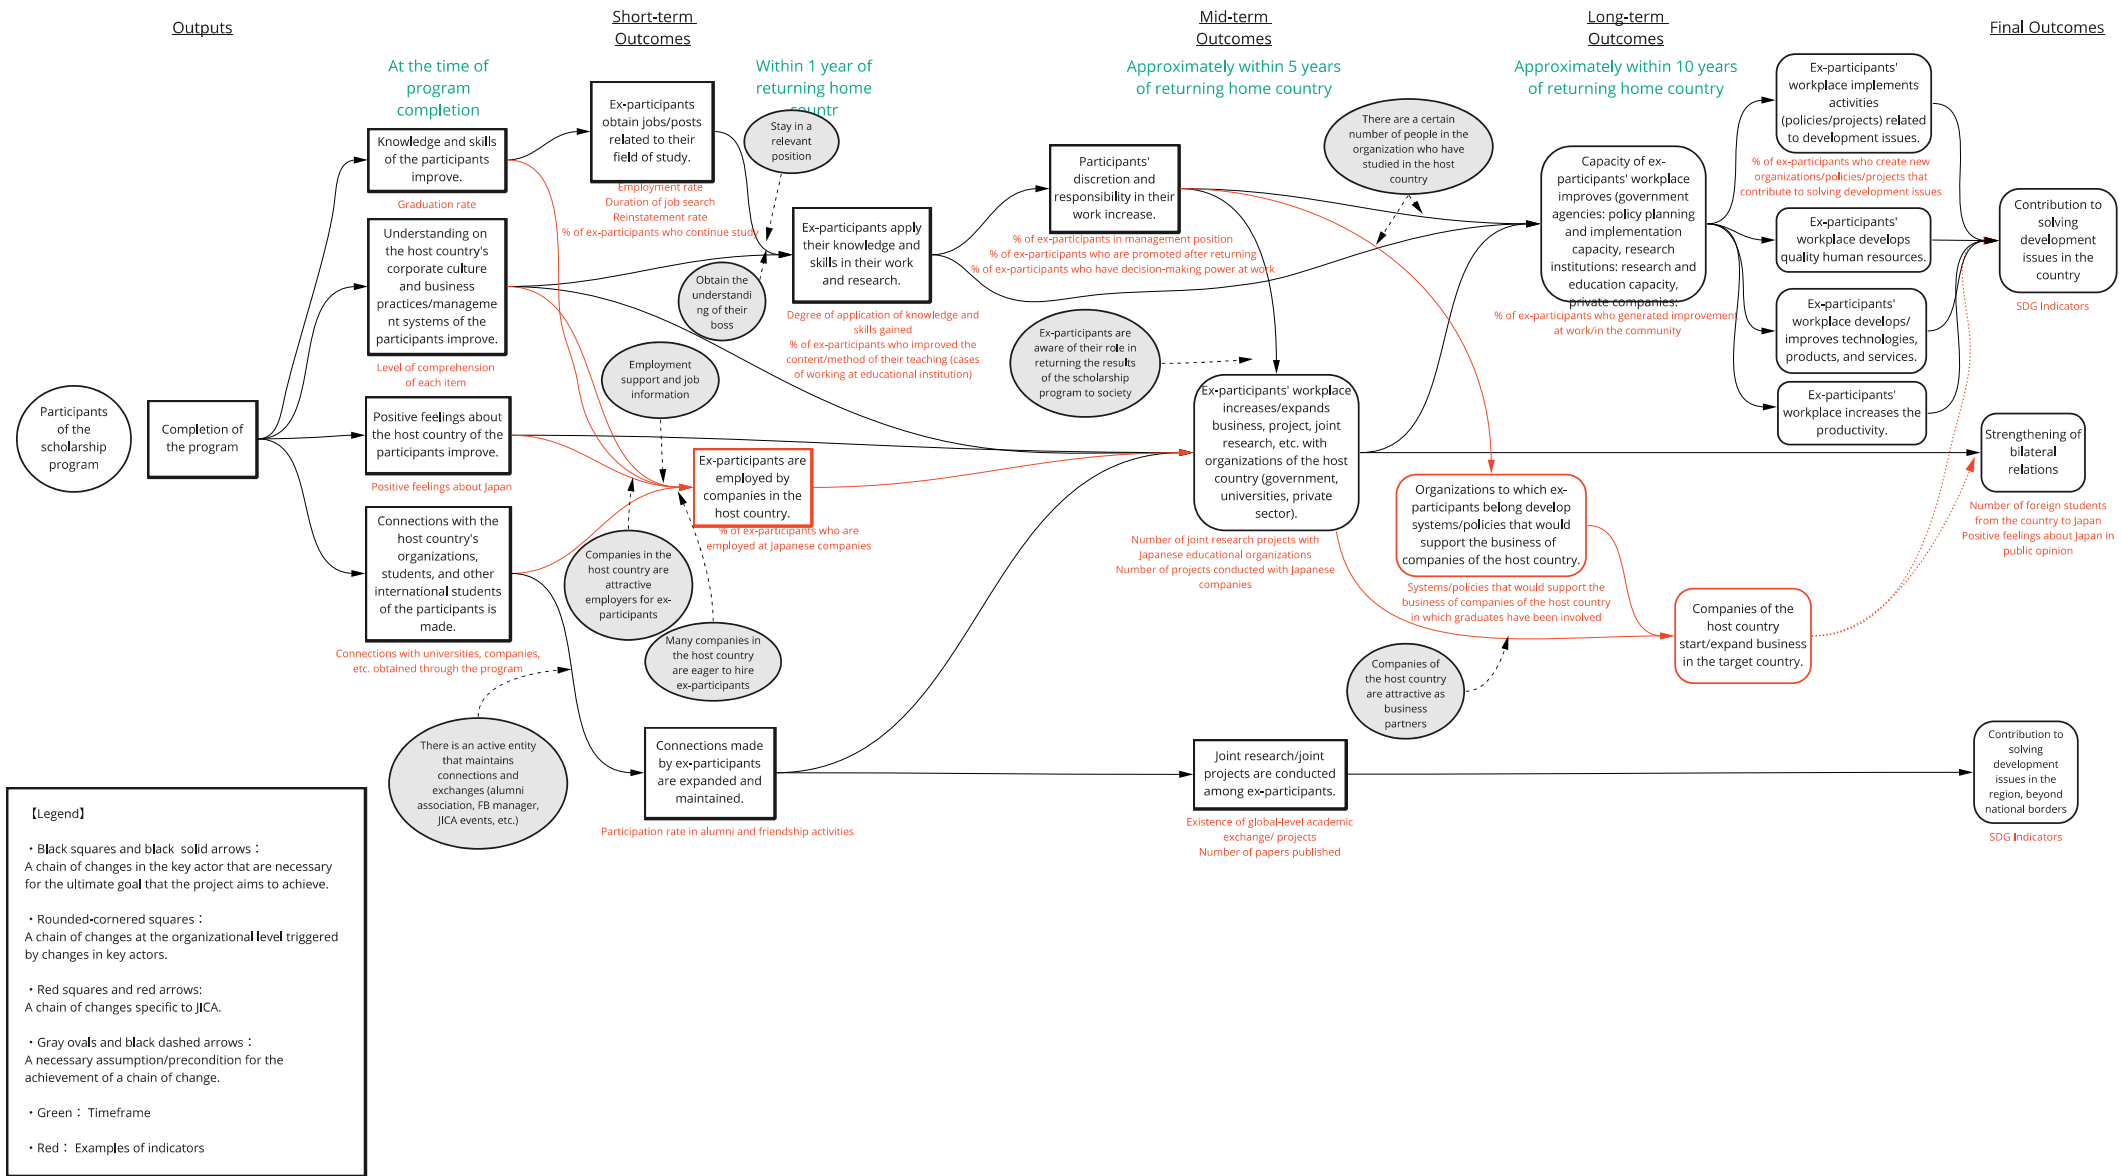 Outputs
Short-term
Outcomes
Mid-term
Outcomes
Long-term
Outcomes
Final Outcomes
At the time of
program
completion
Within 1 year of
returning home
countr
Approximately within 5 years
of returning home country
Approximately within 10 years
of returning home country
Participants
of the
scholarship
program
Completion of
the program
Knowledge and skills
of the participants
improve.
Graduation rate
Understanding on
the host country's
corporate culture
and business
practices/manageme
nt systems of the
participants improve.
Level of comprehension
of each item
Positive feelings about
the host country of the
participants improve.
Positive feelings about Japan
Connections with the
host country's
organizations,
students, and other
international students
of the participants is
made.
Connections with universities, companies,
etc. obtained through the program
There is an active entity
that maintains
connections and
exchanges (alumni
association, FB manager,
JICA events, etc.)
Ex-participants
obtain jobs/posts
related to their
field of study.
Employment rate
Duration of job search
Reinstatement rate
% of ex-participants who continue study
Stay in a
relevant
position
Obtain the
understandi
ng of their
boss
Employment
support and job
information
Ex-participants are
employed by
companies in the
host country.
% of ex-participants who are
employed at Japanese companies
Companies in the
host country are
attractive
employers for ex-
participants
Many companies in
the host country
are eager to hire
ex-participants
Connections made
by ex-participants
are expanded and
maintained.
Participation rate in alumni and friendship activities
Ex-participants apply
their knowledge and
skills in their work
and research.
Degree of application of knowledge and
skills gained
% of ex-participants who improved the
content/method of their teaching (cases
of working at educational institution)
Participants'
discretion and
responsibility in their
work increase.
% of ex-participants in management position
% of ex-participants who are promoted after returning
% of ex-participants who have decision-making power at work
Ex-participants are
aware of their role in
returning the results
of the scholarship
program to society
Ex-participants' workplace
increases/expands
business, project, joint
research, etc. with
organizations of the host
country (government,
universities, private
sector).
Number of joint research projects with
Japanese educational organizations
Number of projects conducted with Japanese
companies
Joint research/joint
projects are conducted
among ex-participants.
Existence of global-level academic
exchange/ projects
Number of papers published
There are a certain
number of people in the
organization who have
studied in the host
country
Organizations to which ex-
participants belong develop
systems/policies that would
support the business of
companies of the host country.
Systems/policies that would support the
business of companies of the host country
in which graduates have been involved
Companies of
the host country
are attractive as
business
partners
Capacity of ex-
participants' workplace
improves (government
agencies: policy planning
and implementation
capacity, research
institutions: research and
education capacity,
private companies:
% of ex-participants who generated improvement
at work/in the community
Companies of the
host country
start/expand business
in the target country.
Ex-participants'
workplace implements
activities
(policies/projects) related
to development issues.
% of ex-participants who create new
organizations/policies/projects that
contribute to solving development issues
Ex-participants'
workplace develops
quality human resources.
Ex-participants'
workplace develops/
improves technologies,
products, and services.
Ex-participants'
workplace increases the
productivity.
Contribution to
solving
development
issues in the
country
SDG Indicators
Strengthening of
bilateral
relations
Number of foreign students
from the country to Japan
Positive feelings about Japan in
public opinion
Contribution to
solving
development
issues in the
region, beyond
national borders
SDG Indicators
【Legend】
・Black squares and black solid arrows：
A chain of changes in the key actor that are necessary
for the ultimate goal that the project aims to achieve.
・Rounded-cornered squares：
A chain of changes at the organizational level triggered
by changes in key actors.
・Red squares and red arrows:
A chain of changes specific to JICA.
・Gray ovals and black dashed arrows：
A necessary assumption/precondition for the
achievement of a chain of change.
・Green： Timeframe
・Red： Examples of indicators